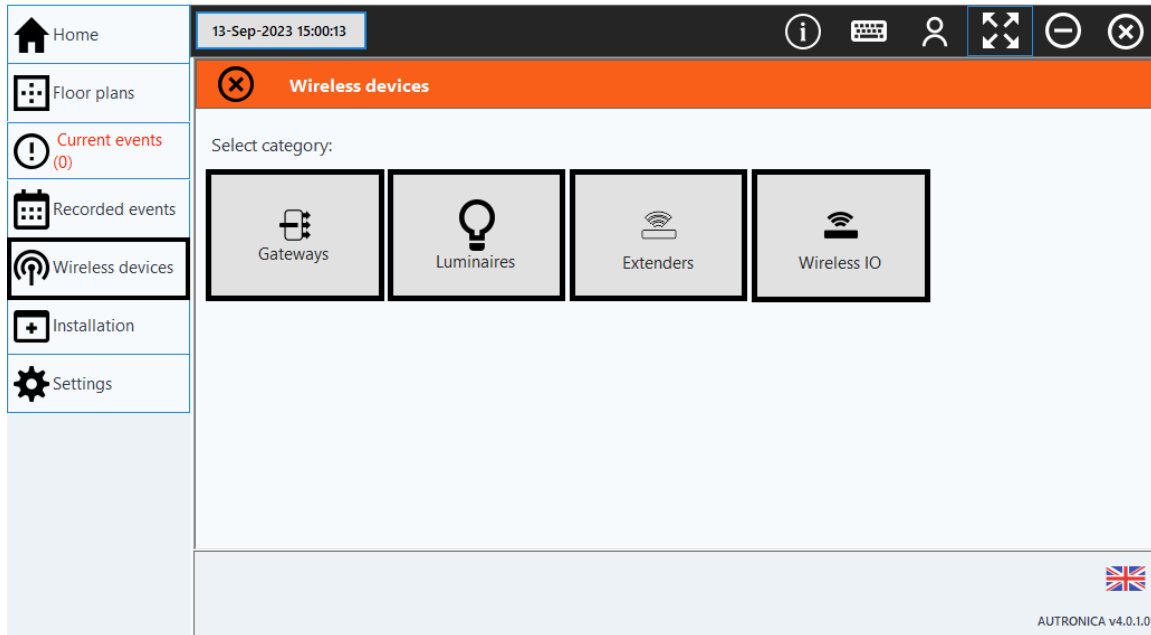 Home
13-Sep-2023 15:00:13
Floor plans
Wireless devices
Current events
(0)
Select category:
Recorded events
Wireless devices
Gateways
Luminaires
Extenders
Wireless IO
Installation
Settings
AUTRONICA v4.0.1.0